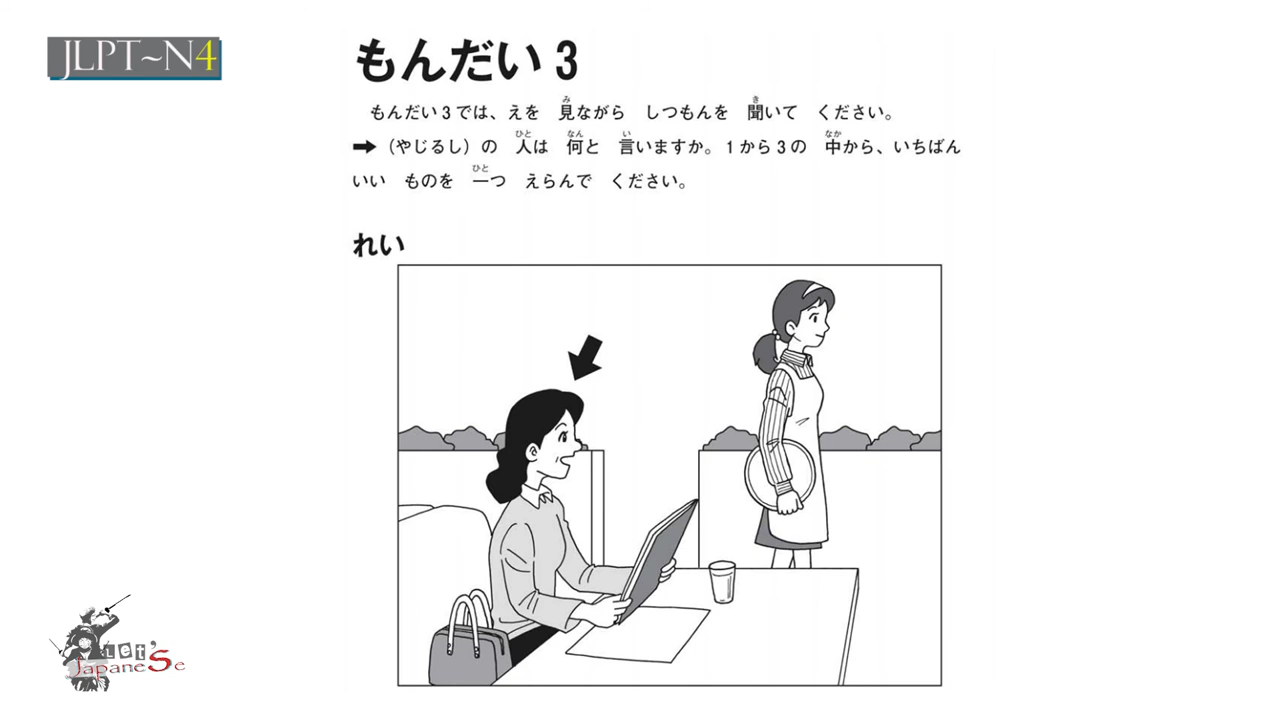 JLPT~N4
もんだい3
もんだい3では、えを 見ながら しつもんを 聞いて ください。
➡(やじるし)の 人は 何と 言いますか。1から3の 中から、いちばん
いい ものを 一つ えらんで ください。
れい
Let's
Japanese